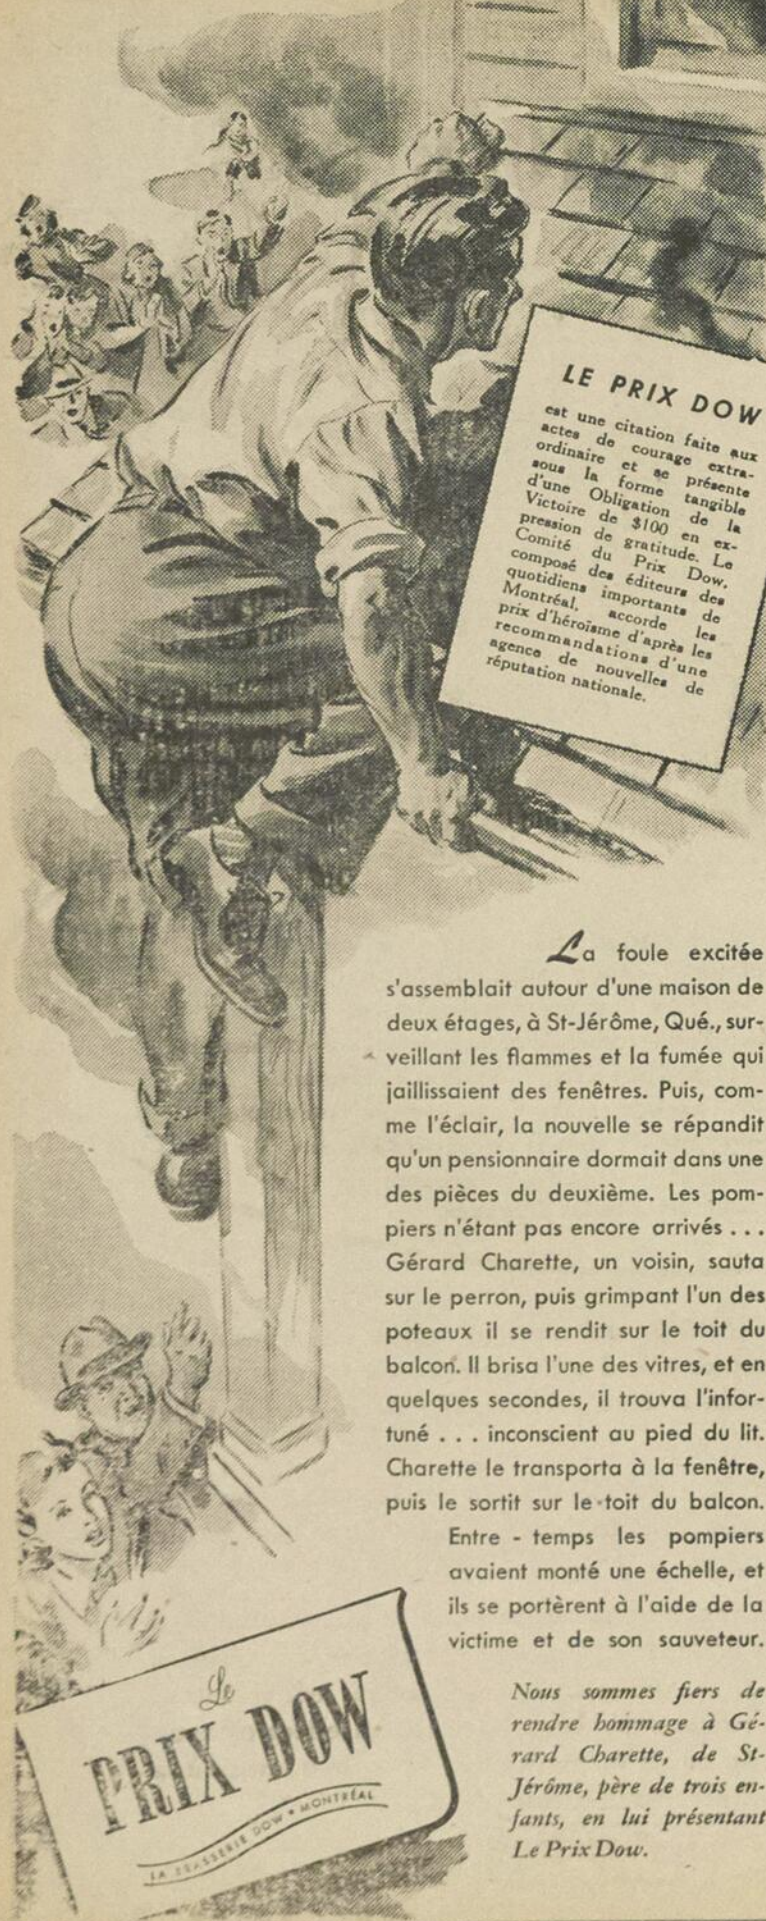 LE PRIX DOW
est une citation faite aux
actes de courage extra-
ordinaire et se présente
sous la forme tangible
d'une Obligation de la
Victoire de $100 en ex-
pression de gratitude. Le
Comité du Prix Dow,
composé des éditeurs des
quotidiens importants de
Montréal, accorde les
prix d'héroïsme d'après les
recommandations d'une
agence de nouvelles de
réputation nationale.
La foule excitée
s'assemblait autour d'une maison de
deux étages, à St-Jérôme, Qué., sur-
veillant les flammes et la fumée qui
jaillissaient des fenêtres. Puis, com-
me l'éclair, la nouvelle se répandit
qu'un pensionnaire dormait dans une
des pièces du deuxième. Les pom-
piers n'étant pas encore arrivés . . .
Gérard Charette, un voisin, sauta
sur le perron, puis grimpant l'un des
poteaux il se rendit sur le toit du
balcon. Il brisa l'une des vitres, et en
quelques secondes, il trouva l'infor-
tuné . . . inconscient au pied du lit.
Charette le transporta à la fenêtre,
puis le sortit sur le toit du balcon.
Entre - temps les pompiers
avaient monté une échelle, et
ils se portèrent à l'aide de la
victime et de son sauveteur.
Nous sommes fiers de
rendre hommage à Gé-
rard Charette, de St-
Jérôme, père de trois en-
fants, en lui présentant
Le Prix Dow.
Le
PRIX DOW
LA BRASSERIE DOW • MONTRÉAL